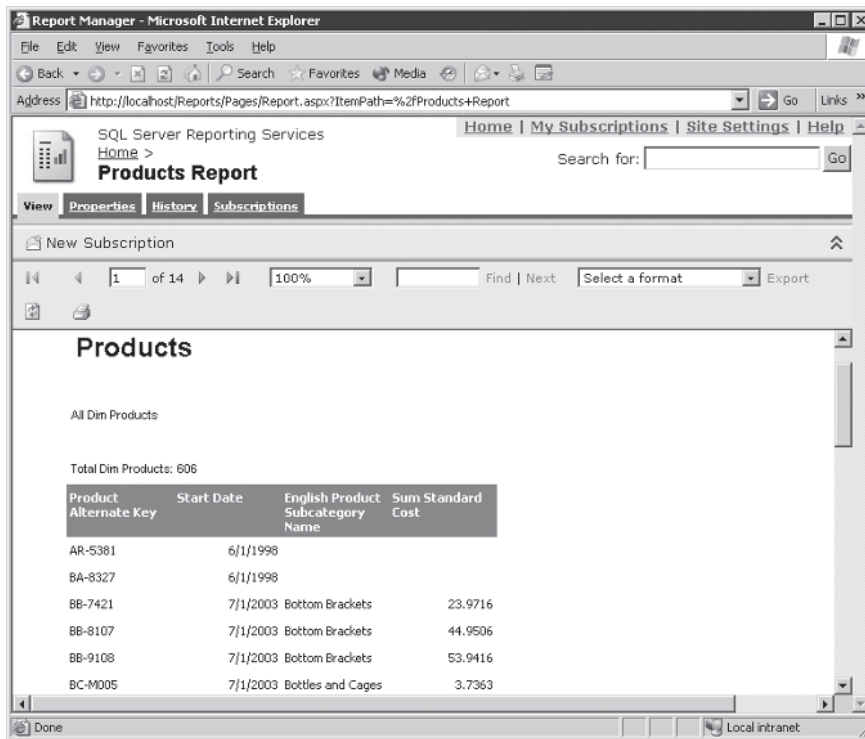 Report Manager - Microsoft Internet Explorer
File Edit View Favorites Tools Help
Back Search Favorites Media
Address http://localhost/Reports/Pages/Report.aspx?ItemPath=%2fProducts+Report Go Links »
SQL Server Reporting Services
Home | My Subscriptions | Site Settings | Help
Home >
Products Report
Search for: Go
View Properties History Subscriptions
New Subscription
1 of 14 100% Find | Next Select a format Export
Products
All Dim Products
Total Dim Products: 606
Product Alternate Key Start Date English Product Subcategory Name Sum Standard Cost
AR-5381 6/1/1998
BA-8327 6/1/1998
BB-7421 7/1/2003 Bottom Brackets 23.9716
BB-8107 7/1/2003 Bottom Brackets 44.9506
BB-9108 7/1/2003 Bottom Brackets 53.9416
BC-M005 7/1/2003 Bottles and Cages 3.7363
Done Local intranet